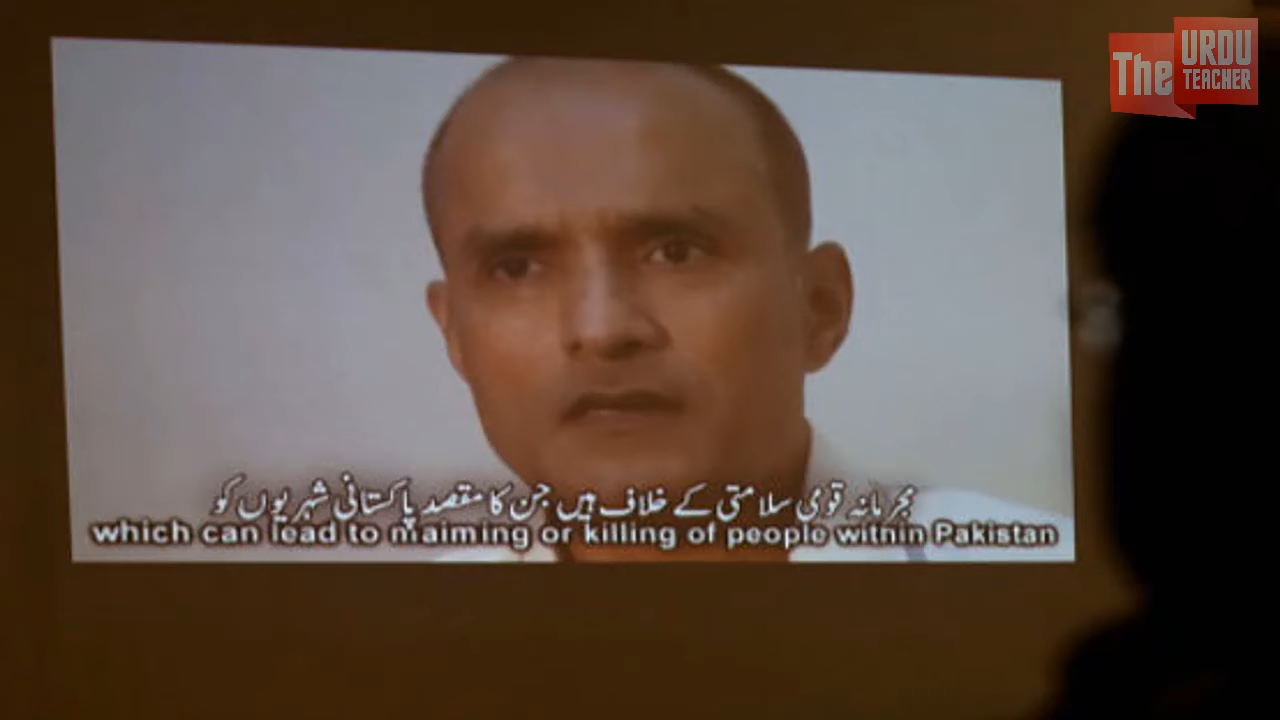 The URDU
TEACHER
مجرمانہ قومی سلامتی کے خلاف ہیں جن کا مقصد پاکستانی شہریوں کو
which can lead to maiming or killing of people within Pakistan